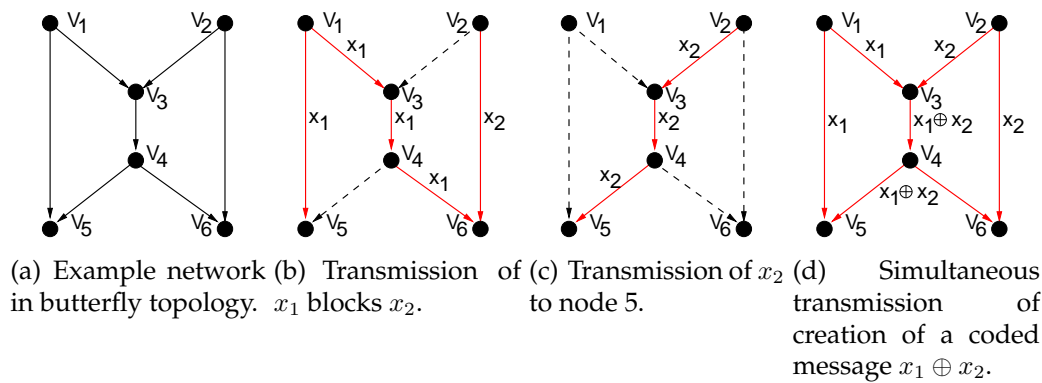 V1 V2 V1 V2 V1 V2 V1 V2
x1 x2 x1 x2
V3 V3 V3 V3
x1 x1 x2 x2 x1 x1⊕ x2 x2
V4 V4 V4 V4
x1 x2 x1⊕ x2
V5 V6 V5 V6 V5 V6 V5 V6
(a) Example network
in butterfly topology.
(b) Transmission of
x1 blocks x2.
(c) Transmission of x2
to node 5.
(d) Simultaneous
transmission of
creation of a coded
message x1 ⊕ x2.